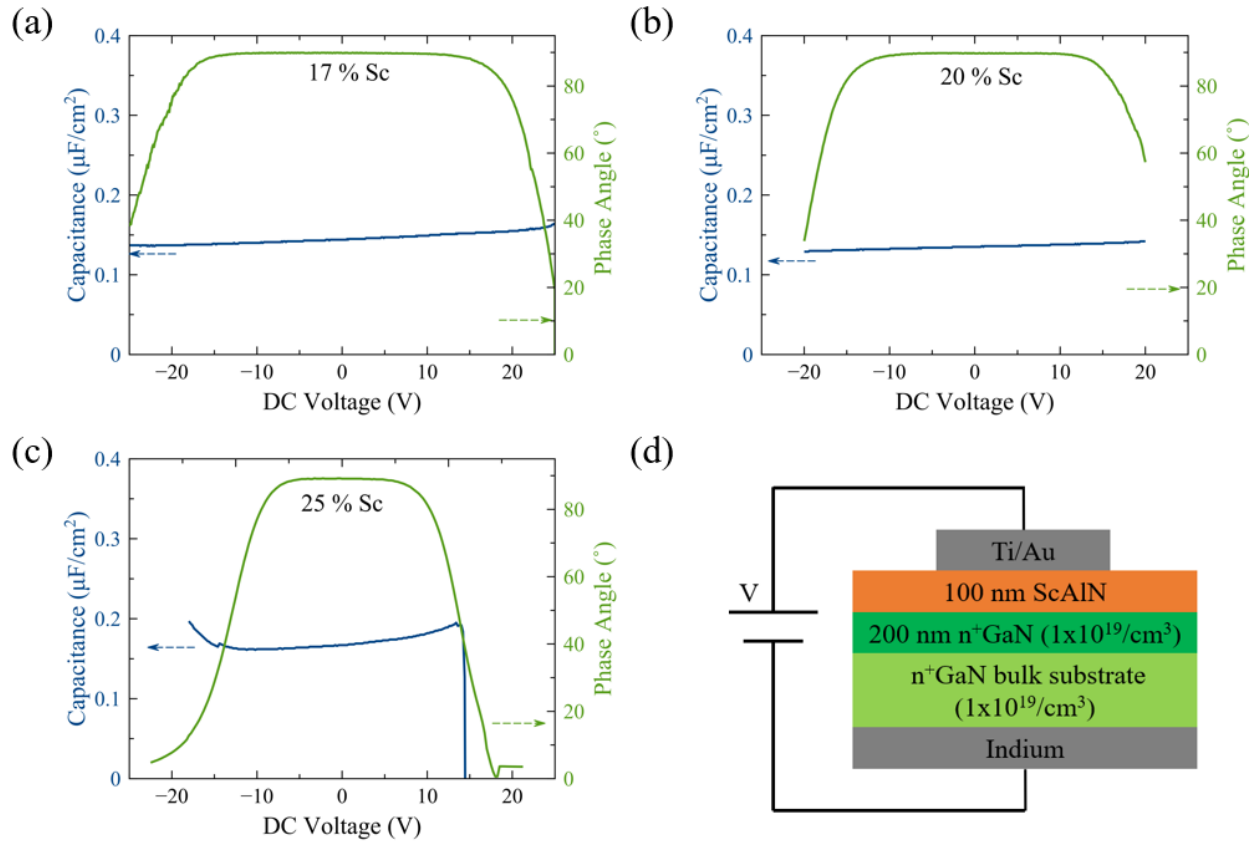 (a)
0.4
0.3
0.2
0.1
0
Capacitance (μF/cm²)
17 % Sc
80
60
40
20
0
Phase Angle (˚)
−20 −10 0 10 20
DC Voltage (V)
(b)
0.4
0.3
0.2
0.1
0
Capacitance (μF/cm²)
20 % Sc
80
60
40
20
0
Phase Angle (˚)
−20 −10 0 10 20
DC Voltage (V)
(c)
0.4
0.3
0.2
0.1
0
Capacitance (μF/cm²)
25 % Sc
80
60
40
20
0
Phase Angle (˚)
−20 −10 0 10 20
DC Voltage (V)
(d)
V
Ti/Au
100 nm ScAlN
200 nm n⁺GaN (1x10¹⁹/cm³)
n⁺GaN bulk substrate
(1x10¹⁹/cm³)
Indium